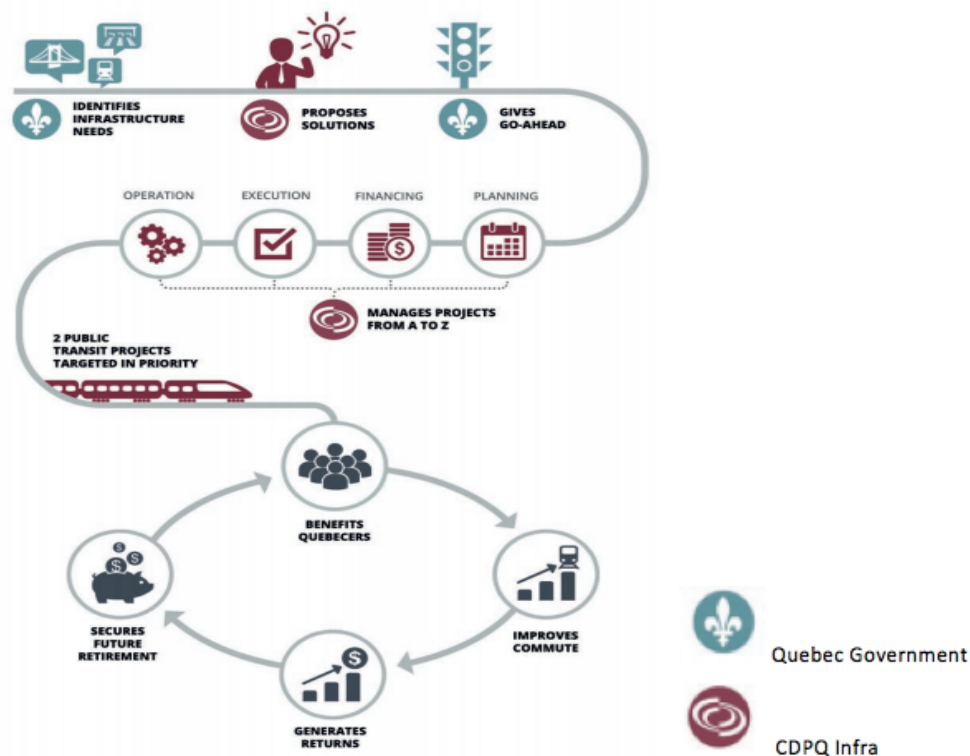 IDENTIFIES
INFRASTRUCTURE
NEEDS
PROPOSES
SOLUTIONS
GIVES
GO-AHEAD
OPERATION
EXECUTION
FINANCING
PLANNING
$
MANAGES PROJECTS
FROM A TO Z
2 PUBLIC
TRANSIT PROJECTS
TARGETED IN PRIORITY
BENEFITS
QUEBECERS
$
$
$
SECURES
FUTURE
RETIREMENT
IMPROVES
COMMUTE
$
GENERATES
RETURNS
Quebec Government
CDPQ Infra